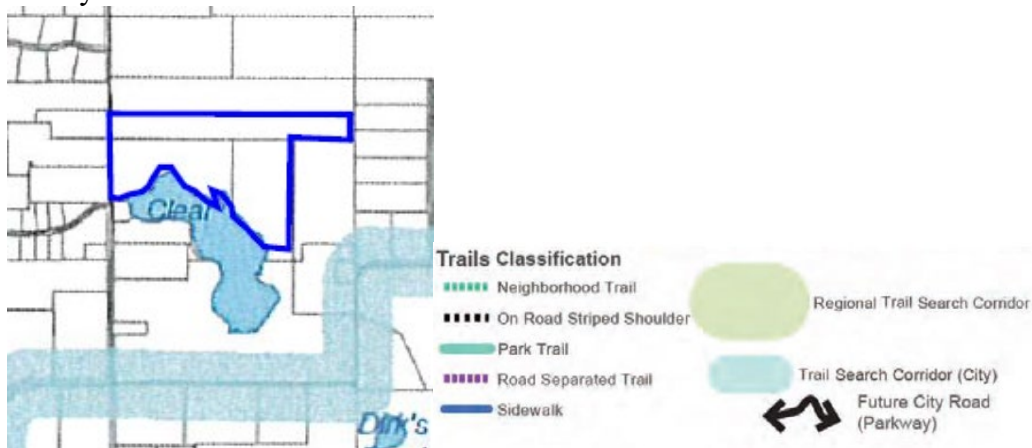 Cleal
Dirk's
Trails Classification
Neighborhood Trail
On Road Striped Shoulder
Park Trail
Road Separated Trail
Sidewalk
Regional Trail Search Corridor
Trail Search Corridor (City)
Future City Road
(Parkway)